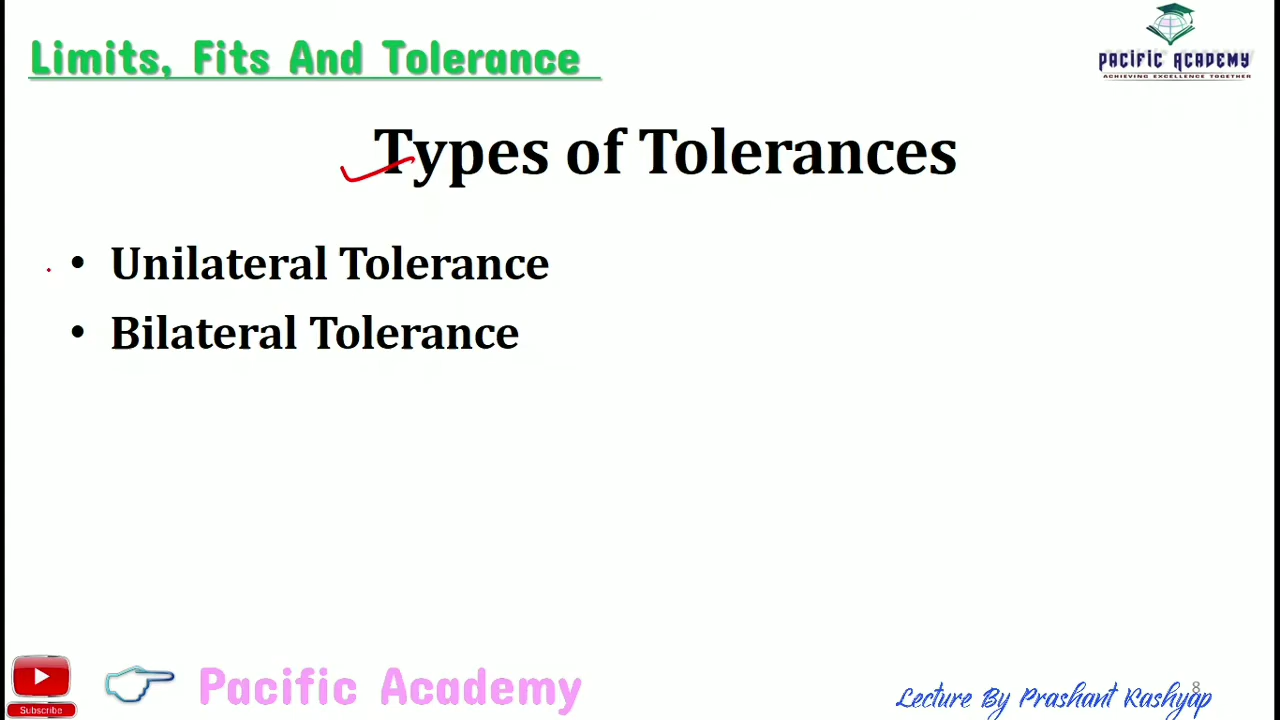 Limits, Fits And Tolerance
PACIFIC ACADEMY
ACHIEVING EXCELLENCE TOGETHER
Types of Tolerances
• Unilateral Tolerance
• Bilateral Tolerance
Subscribe
Pacific Academy
8
Lecture By Prashant Kashyap